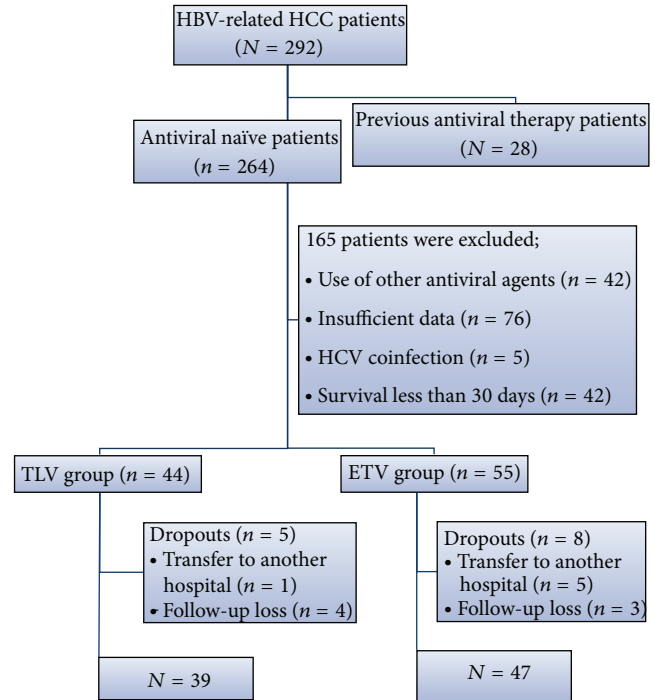 HBV-related HCC patients
(N = 292)
Antiviral naïve patients
(n = 264)
Previous antiviral therapy patients
(N = 28)
165 patients were excluded;
• Use of other antiviral agents (n = 42)
• Insufficient data (n = 76)
• HCV coinfection (n = 5)
• Survival less than 30 days (n = 42)
TLV group (n = 44)
ETV group (n = 55)
Dropouts (n = 5)
• Transfer to another
hospital (n = 1)
• Follow-up loss (n = 4)
Dropouts (n = 8)
• Transfer to another
hospital (n = 5)
• Follow-up loss (n = 3)
N = 39
N = 47